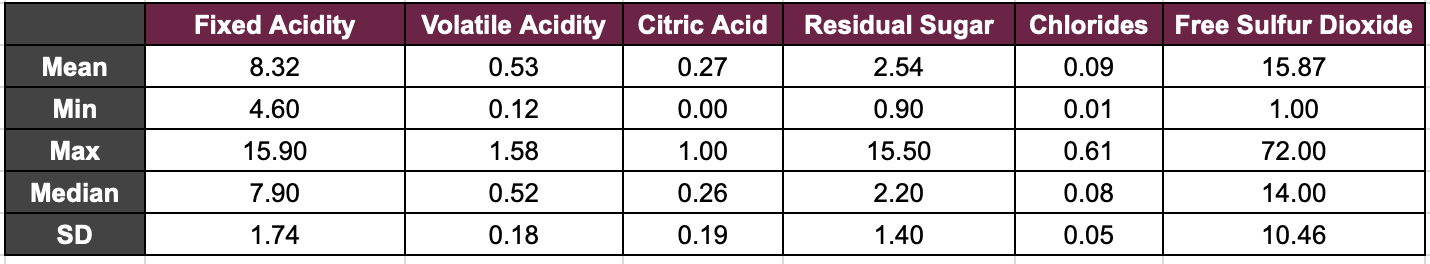 Fixed Acidity Volatile Acidity Citric Acid Residual Sugar Chlorides Free Sulfur Dioxide
Mean 8.32 0.53 0.27 2.54 0.09 15.87
Min 4.60 0.12 0.00 0.90 0.01 1.00
Max 15.90 1.58 1.00 15.50 0.61 72.00
Median 7.90 0.52 0.26 2.20 0.08 14.00
SD 1.74 0.18 0.19 1.40 0.05 10.46